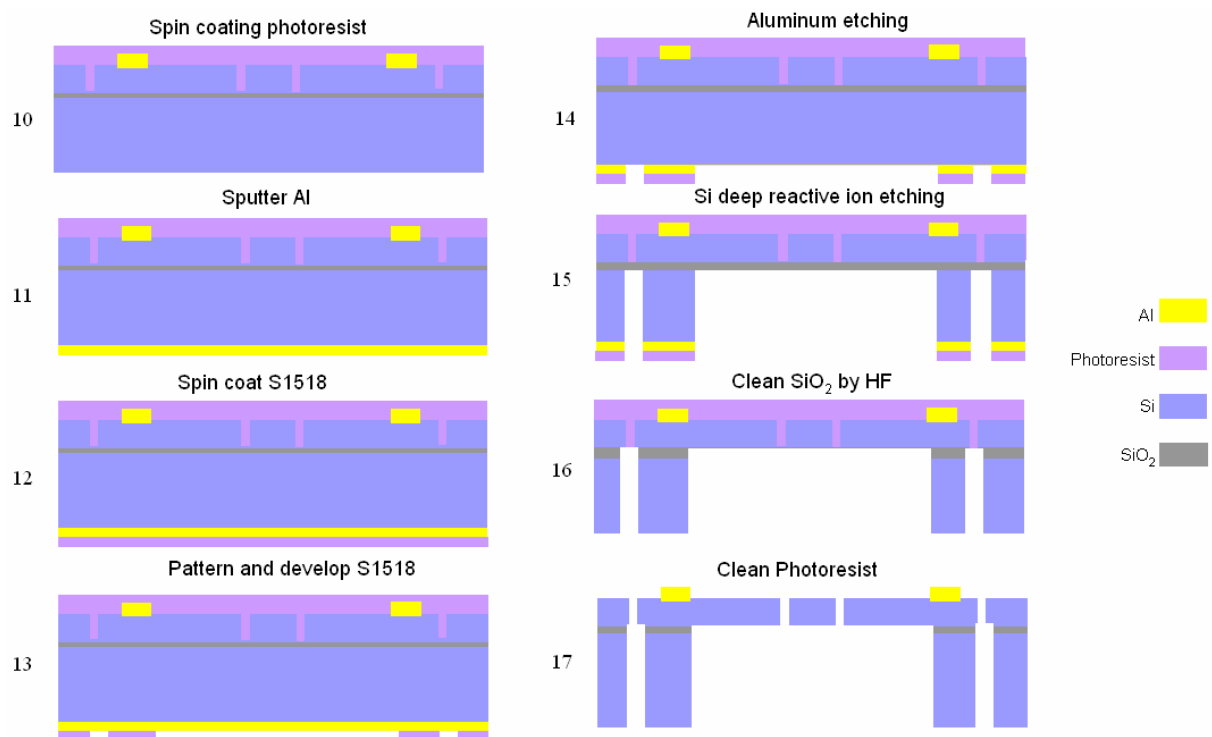 Spin coating photoresist
10
Sputter Al
11
Spin coat S1518
12
Pattern and develop S1518
13
Aluminum etching
14
Si deep reactive ion etching
15
Clean SiO₂ by HF
16
Clean Photoresist
17
Al
Photoresist
Si
SiO₂